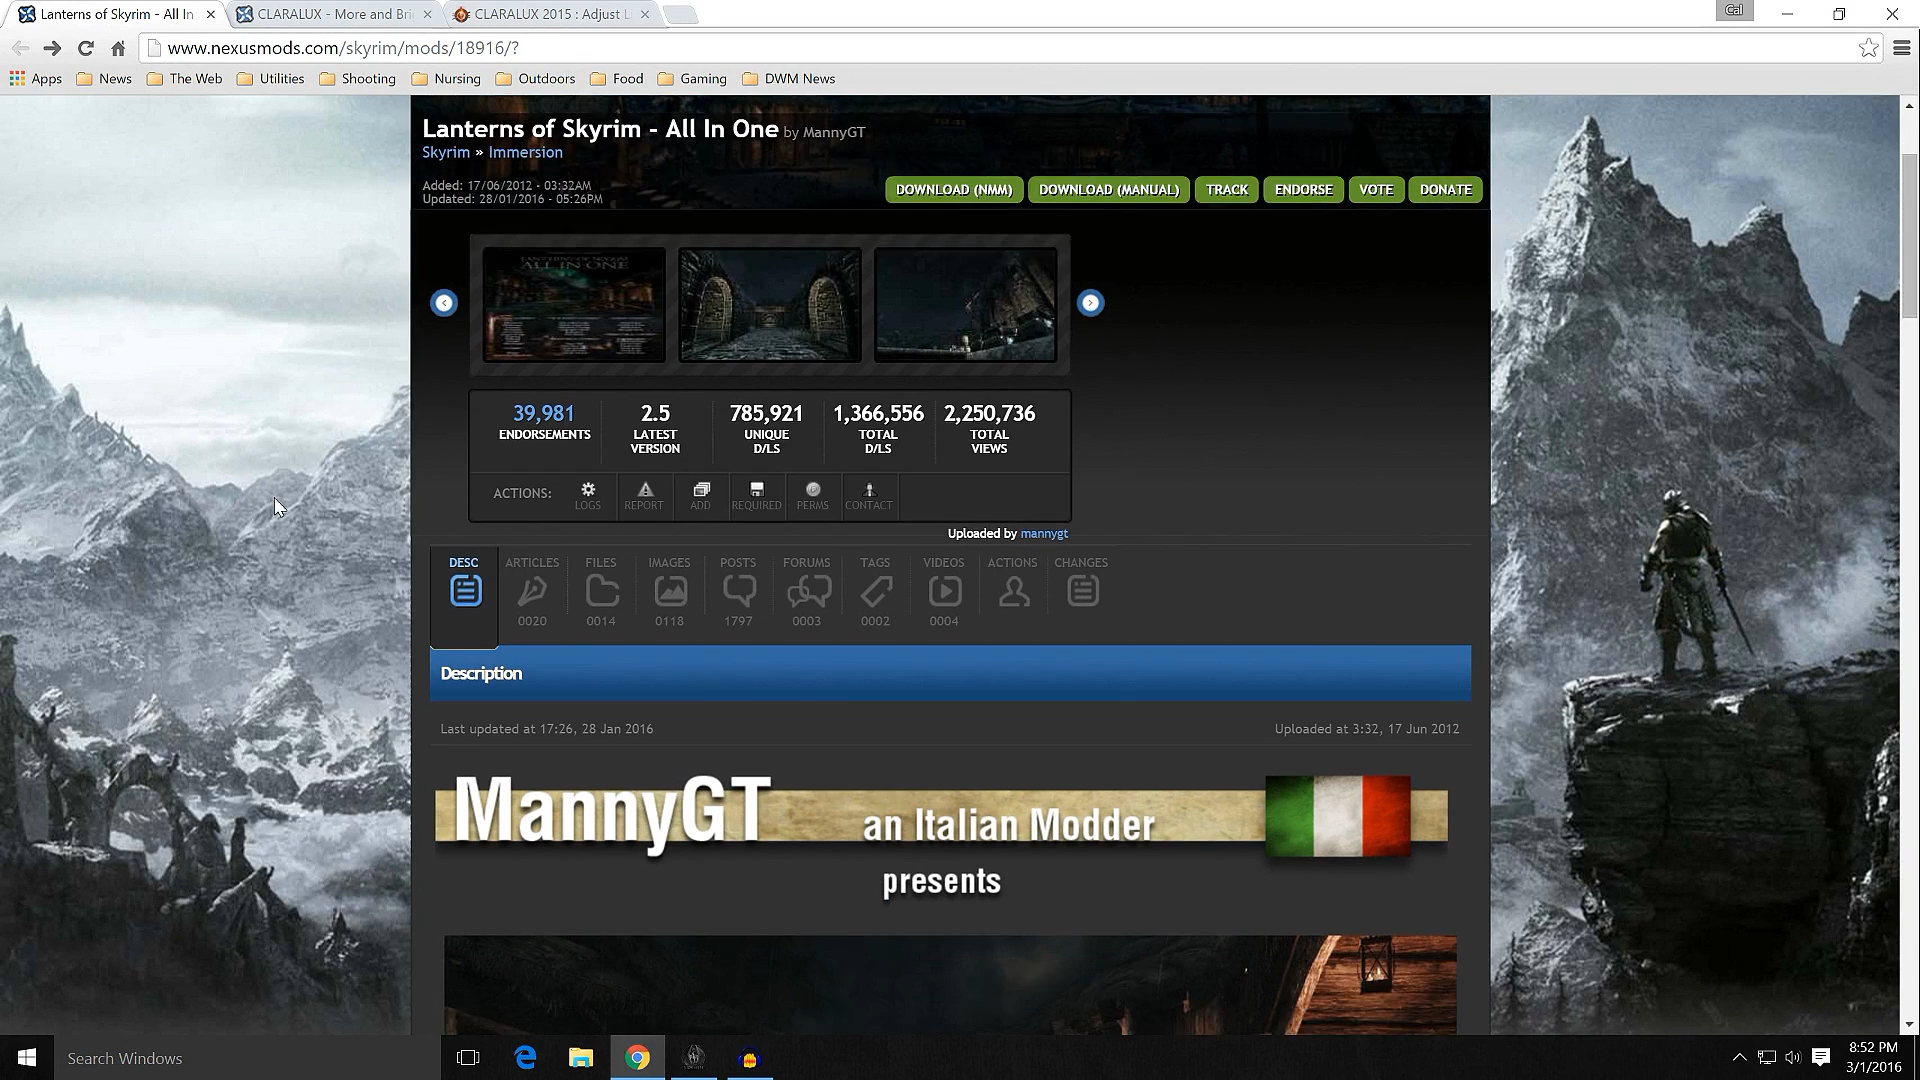 Lanterns of Skyrim - All In
CLARALUX - More and Bri
CLARALUX 2015 : Adjust L
Cal
www.nexusmods.com/skyrim/mods/18916/?
Apps News The Web Utilities Shooting Nursing Outdoors Food Gaming DWM News
Lanterns of Skyrim - All In One by MannyGT
Skyrim » Immersion
Added: 17/06/2012 - 03:32AM
Updated: 28/01/2016 - 05:26PM
DOWNLOAD (NMM) DOWNLOAD (MANUAL) TRACK ENDORSE VOTE DONATE
ALL IN ONE
39,981 2.5 785,921 1,366,556 2,250,736
ENDORSEMENTS LATEST UNIQUE TOTAL TOTAL
VERSION D/LS D/LS VIEWS
ACTIONS: LOGS REPORT ADD REQUIRED PERMS CONTACT
Uploaded by mannygt
DESC ARTICLES FILES IMAGES POSTS FORUMS TAGS VIDEOS ACTIONS CHANGES
0020 0014 0118 1797 0003 0002 0004
Description
Last updated at 17:26, 28 Jan 2016 Uploaded at 3:32, 17 Jun 2012
MannyGT an Italian Modder
presents
Search Windows
8:52 PM
3/1/2016